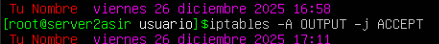 Tu Nombre viernes 26 diciembre 2025 16:58
[root@server2asir usuario]$iptables -A OUTPUT -j ACCEPT
Tu Nombre viernes 26 diciembre 2025 17:11